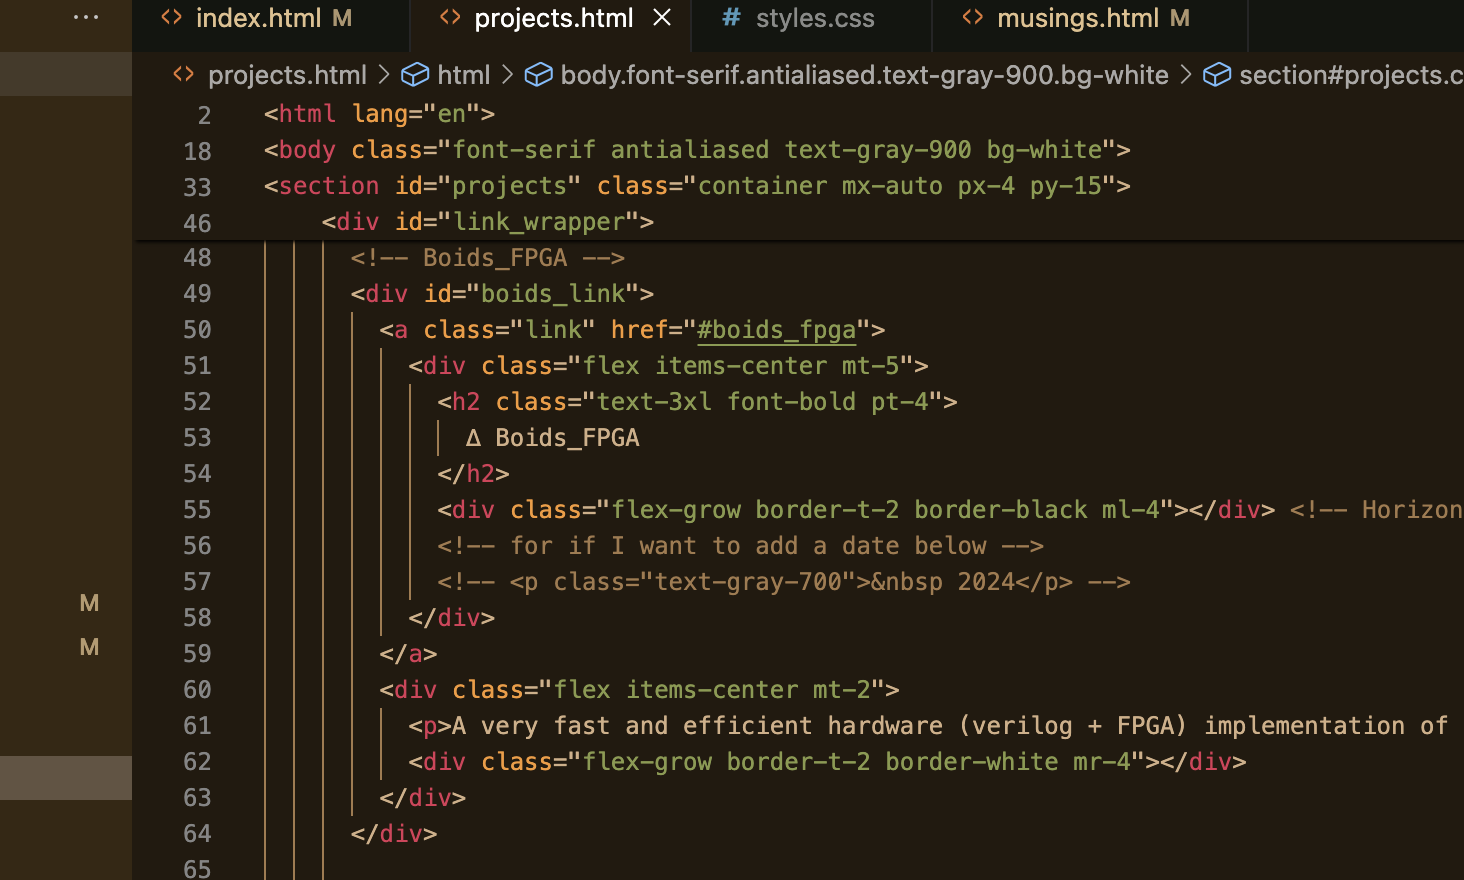 ...
index.html M projects.html styles.css musings.html M
projects.html > html > body.font-serif.antialiased.text-gray-900.bg-white > section#projects.c
2 <html lang="en">
18 <body class="font-serif antialiased text-gray-900 bg-white">
33 <section id="projects" class="container mx-auto px-4 py-15">
46 <div id="link_wrapper">
48 <!-- Boids_FPGA -->
49 <div id="boids_link">
50 <a class="link" href="#boids_fpga">
51 <div class="flex items-center mt-5">
52 <h2 class="text-3xl font-bold pt-4">
53 ∆ Boids_FPGA
54 </h2>
55 <div class="flex-grow border-t-2 border-black ml-4"></div> <!-- Horizon
56 <!-- for if I want to add a date below -->
57 <!-- <p class="text-gray-700">&nbsp 2024</p> -->
58 </div>
59 </a>
60 <div class="flex items-center mt-2">
61 <p>A very fast and efficient hardware (verilog + FPGA) implementation of
62 <div class="flex-grow border-t-2 border-white mr-4"></div>
63 </div>
64 </div>
65
M
M